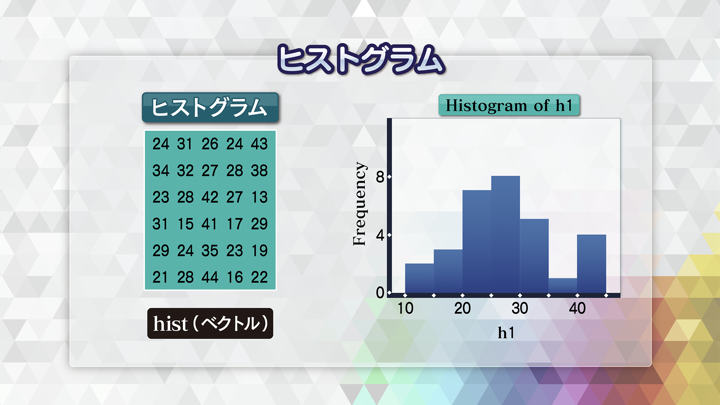 ヒストグラム
ヒストグラム
24 31 26 24 43
34 32 27 28 38
23 28 42 27 13
31 15 41 17 29
29 24 35 23 19
21 28 44 16 22
hist(ベクトル)
Histogram of h1
Frequency
8
4
0
10 20 30 40
h1